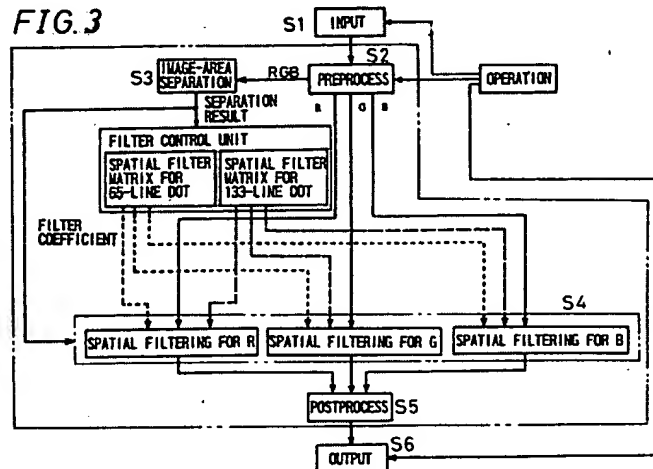 FIG. 3
S1
INPUT
S2
S3
IMAGE-AREA
SEPARATION
RGB
PREPROCESS
OPERATION
SEPARATION
RESULT
R
G
B
FILTER CONTROL UNIT
SPATIAL FILTER
MATRIX FOR
65-LINE DOT
SPATIAL FILTER
MATRIX FOR
133-LINE DOT
FILTER
COEFFICIENT
S4
SPATIAL FILTERING FOR R
SPATIAL FILTERING FOR G
SPATIAL FILTERING FOR B
POSTPROCESS
S5
S6
OUTPUT